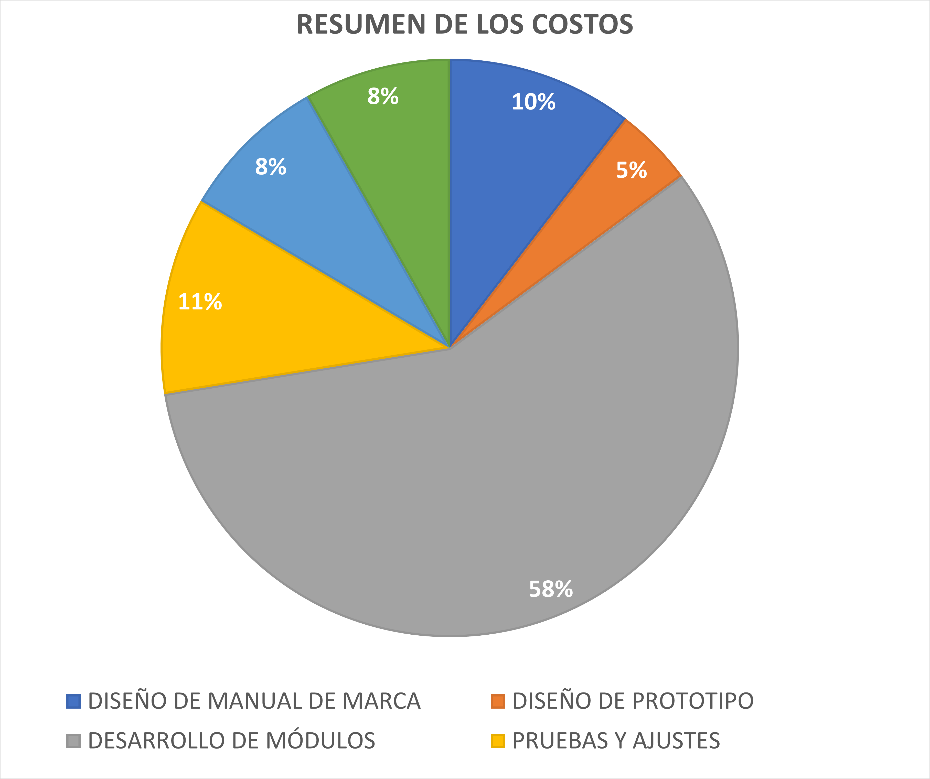 RESUMEN DE LOS COSTOS
8%
10%
8%
5%
11%
58%
DISEÑO DE MANUAL DE MARCA
DISEÑO DE PROTOTIPO
DESARROLLO DE MÓDULOS
PRUEBAS Y AJUSTES